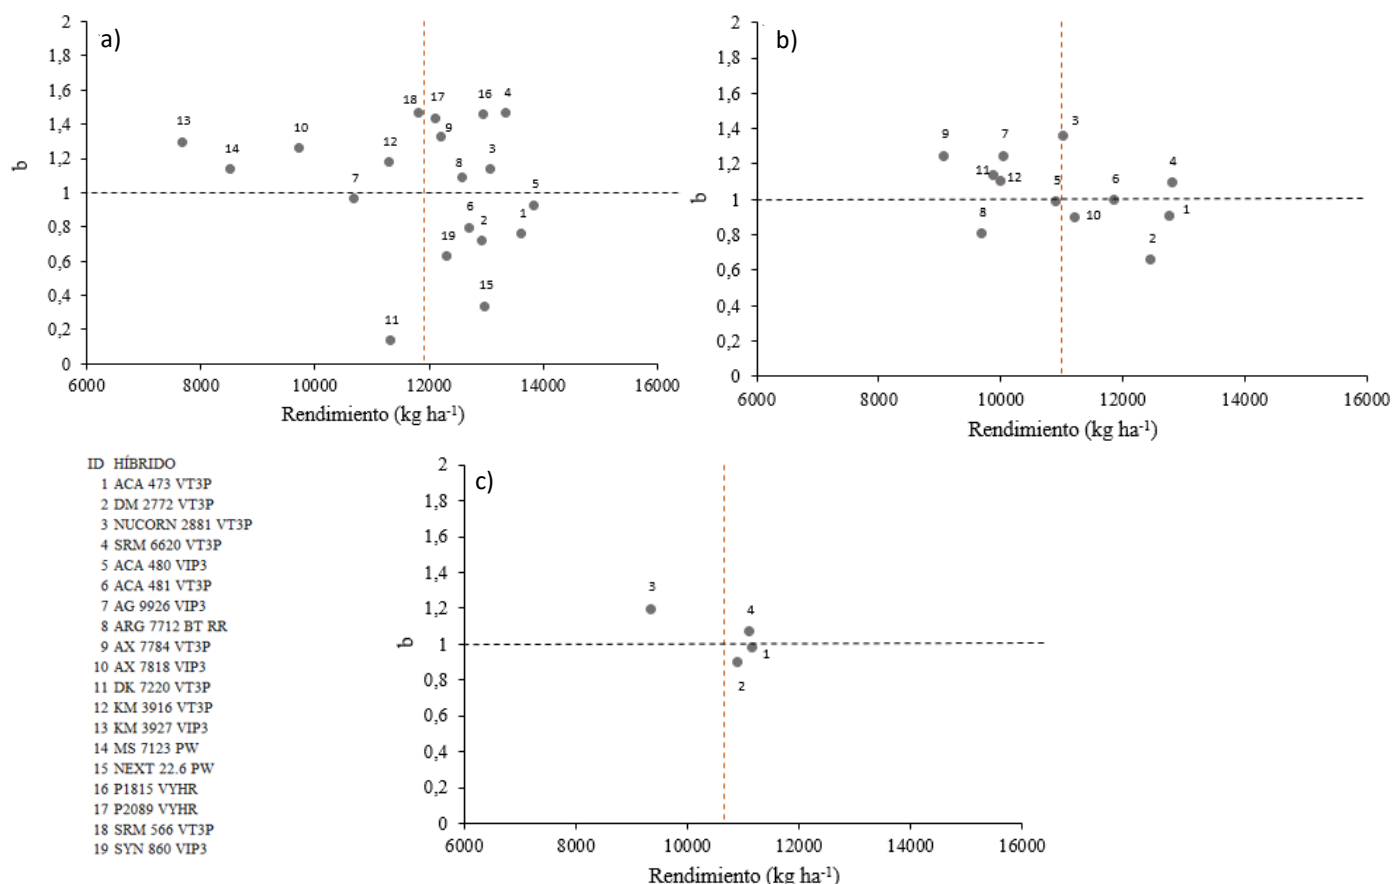 a)
2
1,8
1,6
1,4
1,2
1
0,8
0,6
0,4
0,2
0
b
6000 8000 10000 12000 14000 16000
Rendimiento (kg ha-1)
13
14
10
7
12
11
18
17
9
8
16
4
3
5
6
2
1
19
15
b)
2
1,8
1,6
1,4
1,2
1
0,8
0,6
0,4
0,2
0
b
6000 8000 10000 12000 14000 16000
Rendimiento (kg ha-1)
9
7
3
11
12
4
5
6
8
10
1
2
ID HÍBRIDO
1 ACA 473 VT3P
2 DM 2772 VT3P
3 NUCORN 2881 VT3P
4 SRM 6620 VT3P
5 ACA 480 VIP3
6 ACA 481 VT3P
7 AG 9926 VIP3
8 ARG 7712 BT RR
9 AX 7784 VT3P
10 AX 7818 VIP3
11 DK 7220 VT3P
12 KM 3916 VT3P
13 KM 3927 VIP3
14 MS 7123 PW
15 NEXT 22.6 PW
16 P1815 VYHR
17 P2089 VYHR
18 SRM 566 VT3P
19 SYN 860 VIP3
c)
2
1,8
1,6
1,4
1,2
1
0,8
0,6
0,4
0,2
0
b
6000 8000 10000 12000 14000 16000
Rendimiento (kg ha-1)
3
4
1
2